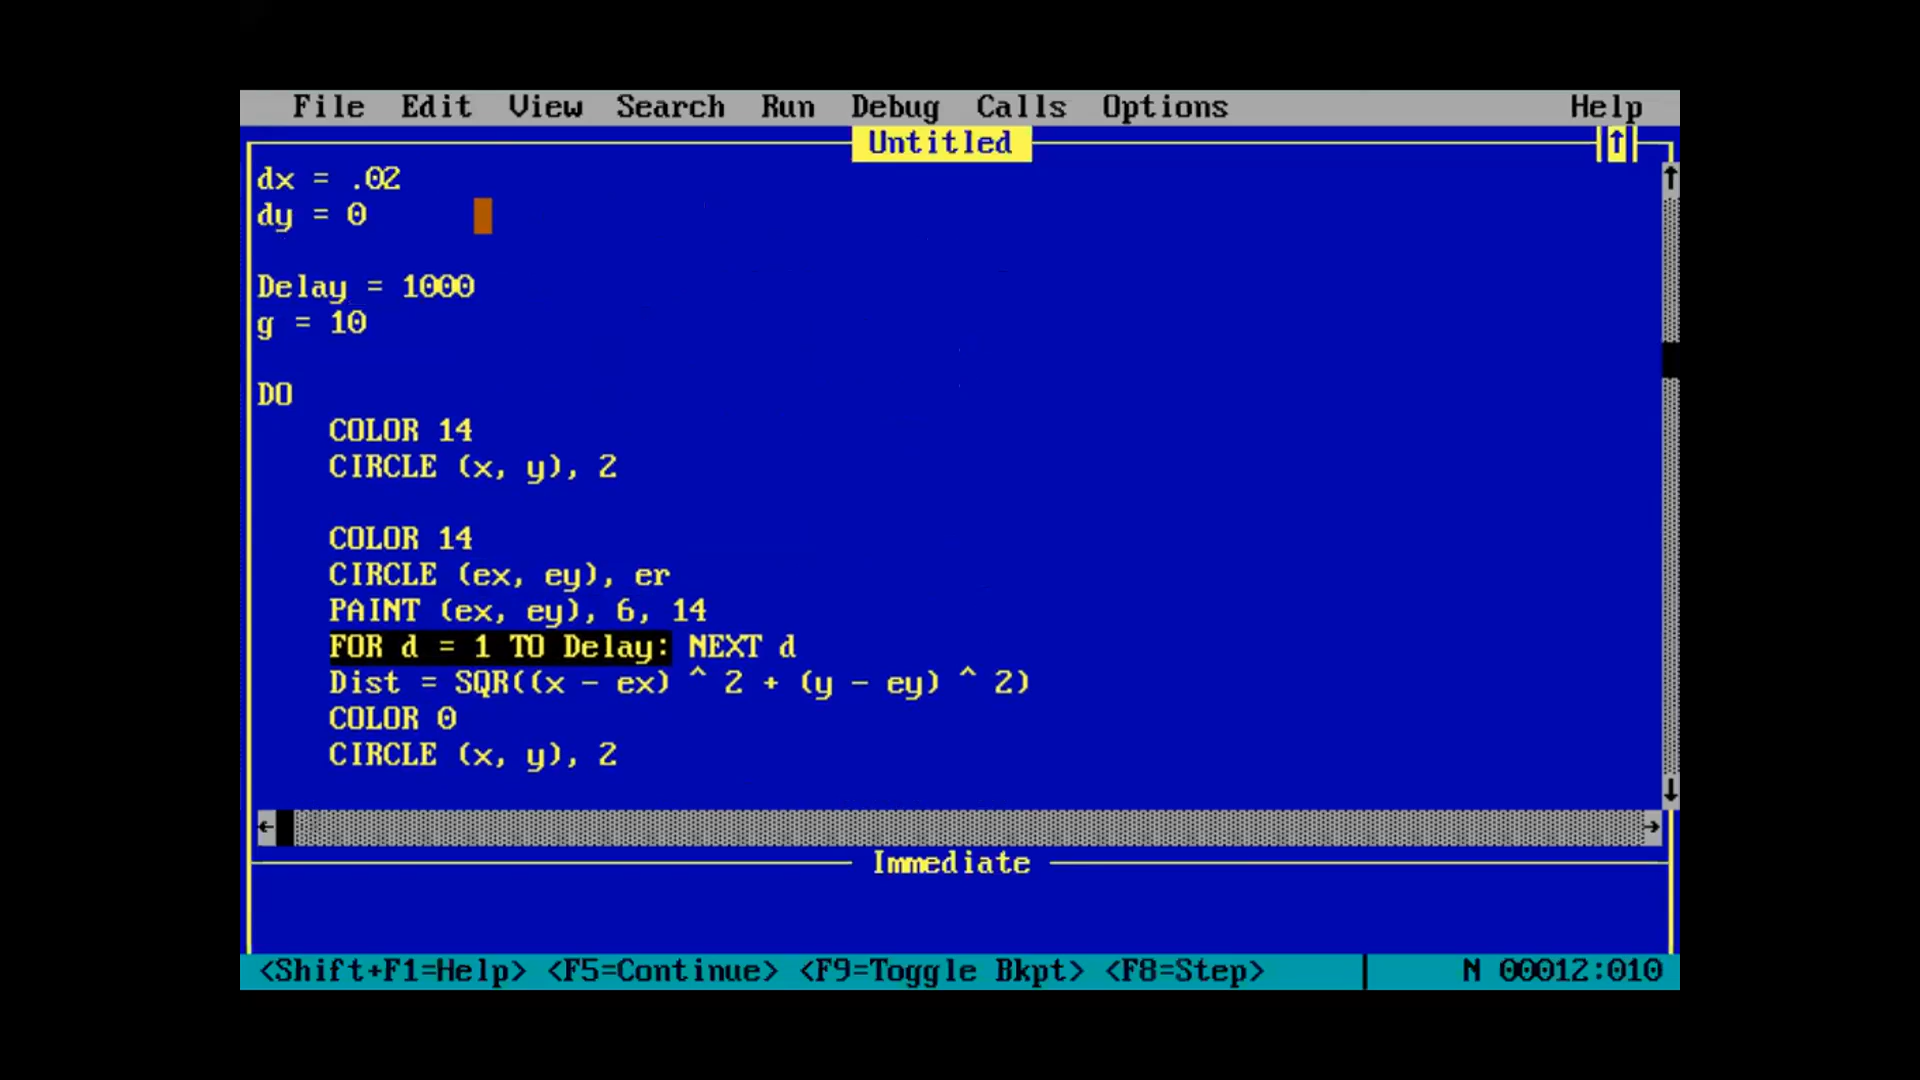 File Edit View Search Run Debug Calls Options Help
Untitled
dx = .02
dy = 0
Delay = 1000
g = 10
DO
COLOR 14
CIRCLE (x, y), 2
COLOR 14
CIRCLE (ex, ey), er
PAINT (ex, ey), 6, 14
FOR d = 1 TO Delay: NEXT d
Dist = SQR((x - ex) ^ 2 + (y - ey) ^ 2)
COLOR 0
CIRCLE (x, y), 2
Immediate
<Shift+F1=Help> <F5=Continue> <F9=Toggle Bkpt> <F8=Step> N 00012:010